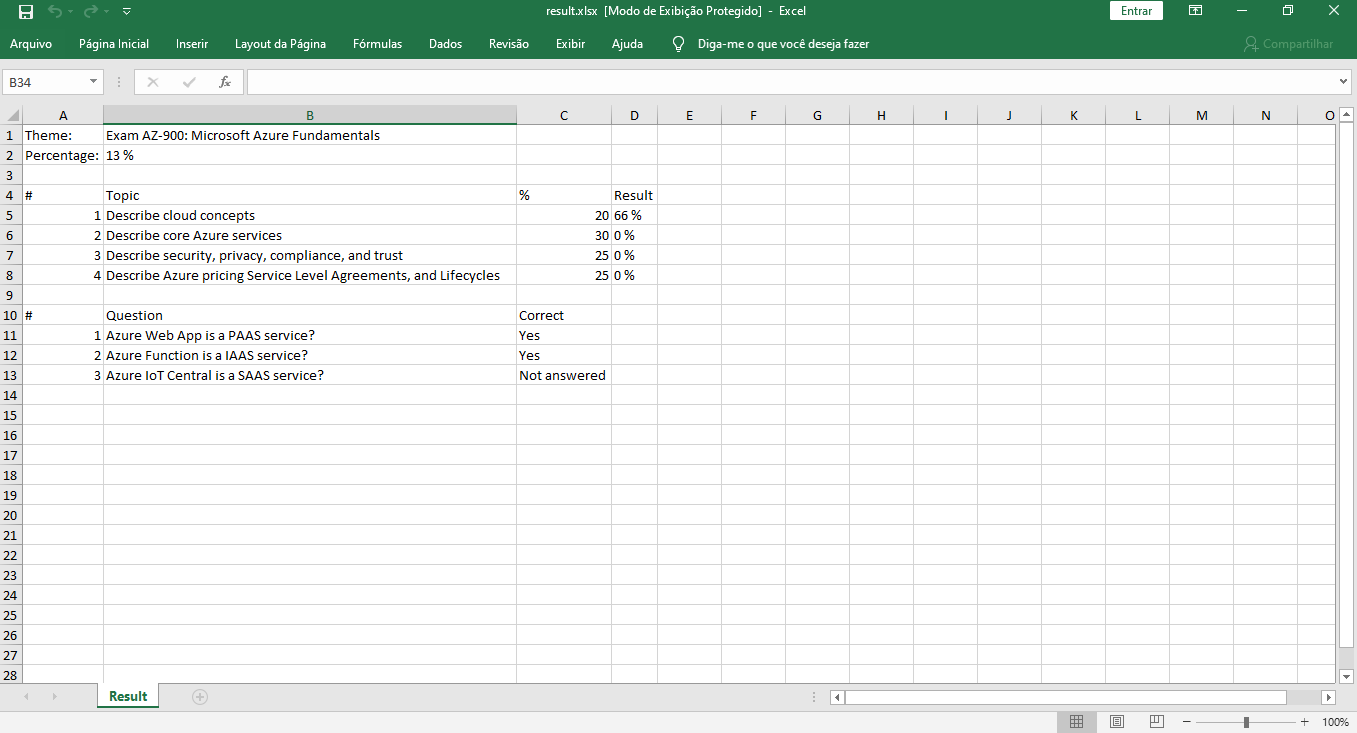 result.xlsx [Modo de Exibição Protegido] - Excel
Entrar
Arquivo Página Inicial Inserir Layout da Página Fórmulas Dados Revisão Exibir Ajuda Diga-me o que você deseja fazer Compartilhar
B34 fx
A B C D E F G H I J K L M N O
1 Theme: Exam AZ-900: Microsoft Azure Fundamentals
2 Percentage: 13 %
3
4 # Topic % Result
5 1 Describe cloud concepts 20 66 %
6 2 Describe core Azure services 30 0 %
7 3 Describe security, privacy, compliance, and trust 25 0 %
8 4 Describe Azure pricing Service Level Agreements, and Lifecycles 25 0 %
9
10 # Question Correct
11 1 Azure Web App is a PAAS service? Yes
12 2 Azure Function is a IAAS service? Yes
13 3 Azure IoT Central is a SAAS service? Not answered
14
15
16
17
18
19
20
21
22
23
24
25
26
27
28
Result
100%